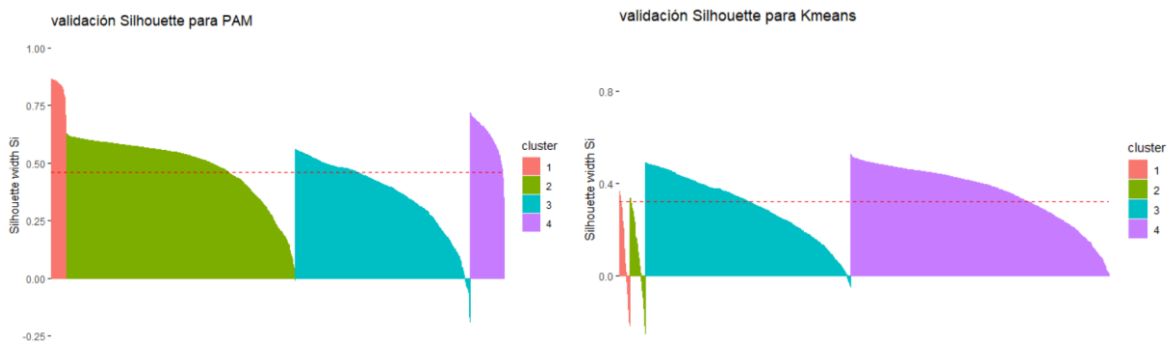 validación Silhouette para PAM
1.00
0.75
0.50
0.25
0.00
-0.25
Silhouette width Si
cluster
1
2
3
4
validación Silhouette para Kmeans
0.8
0.4
0.0
Silhouette width Si
cluster
1
2
3
4